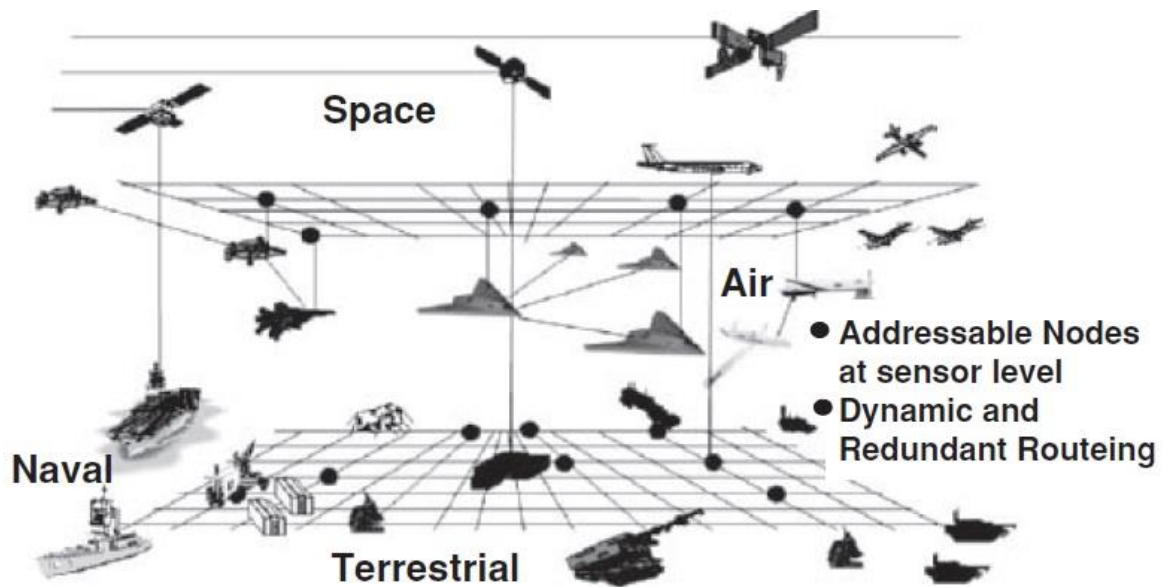 Space
Air
Addressable Nodes
at sensor level
Dynamic and
Redundant Routeing
Naval
Terrestrial